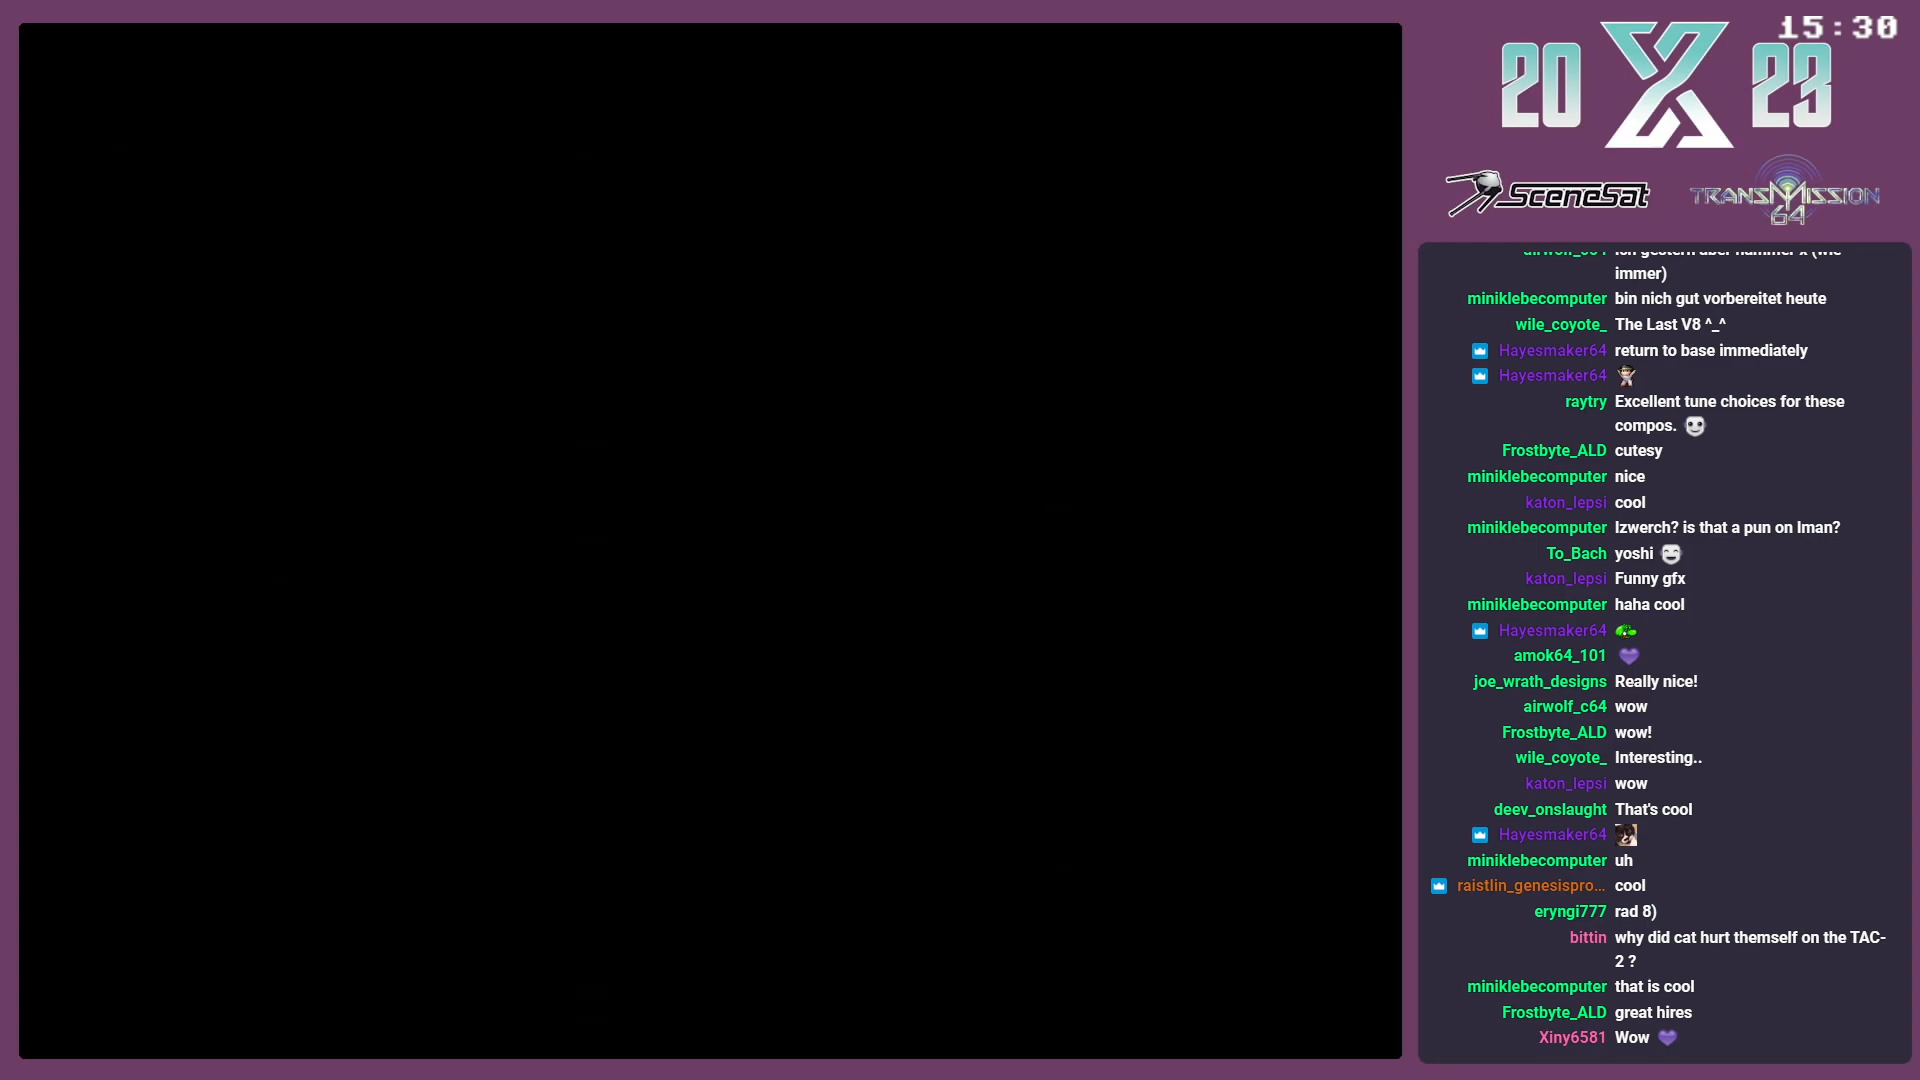 15:30
20 X 23
SceneSat
TRANSMISSION
64
immer)
miniklebecomputer bin nich gut vorbereitet heute
wile_coyote_ The Last V8 ^_^
Hayesmaker64 return to base immediately
Hayesmaker64
raytry Excellent tune choices for these
compos.
Frostbyte_ALD cutesy
miniklebecomputer nice
katon_lepsi cool
miniklebecomputer Izwerch? is that a pun on Iman?
To_Bach yoshi
katon_lepsi Funny gfx
miniklebecomputer haha cool
Hayesmaker64
amok64_101
joe_wrath_designs Really nice!
airwolf_c64 wow
Frostbyte_ALD wow!
wile_coyote_ Interesting..
katon_lepsi wow
deev_onslaught That's cool
Hayesmaker64
miniklebecomputer uh
raistlin_genesispro... cool
eryngi777 rad 8)
bittin why did cat hurt themself on the TAC-
2 ?
miniklebecomputer that is cool
Frostbyte_ALD great hires
Xiny6581 Wow